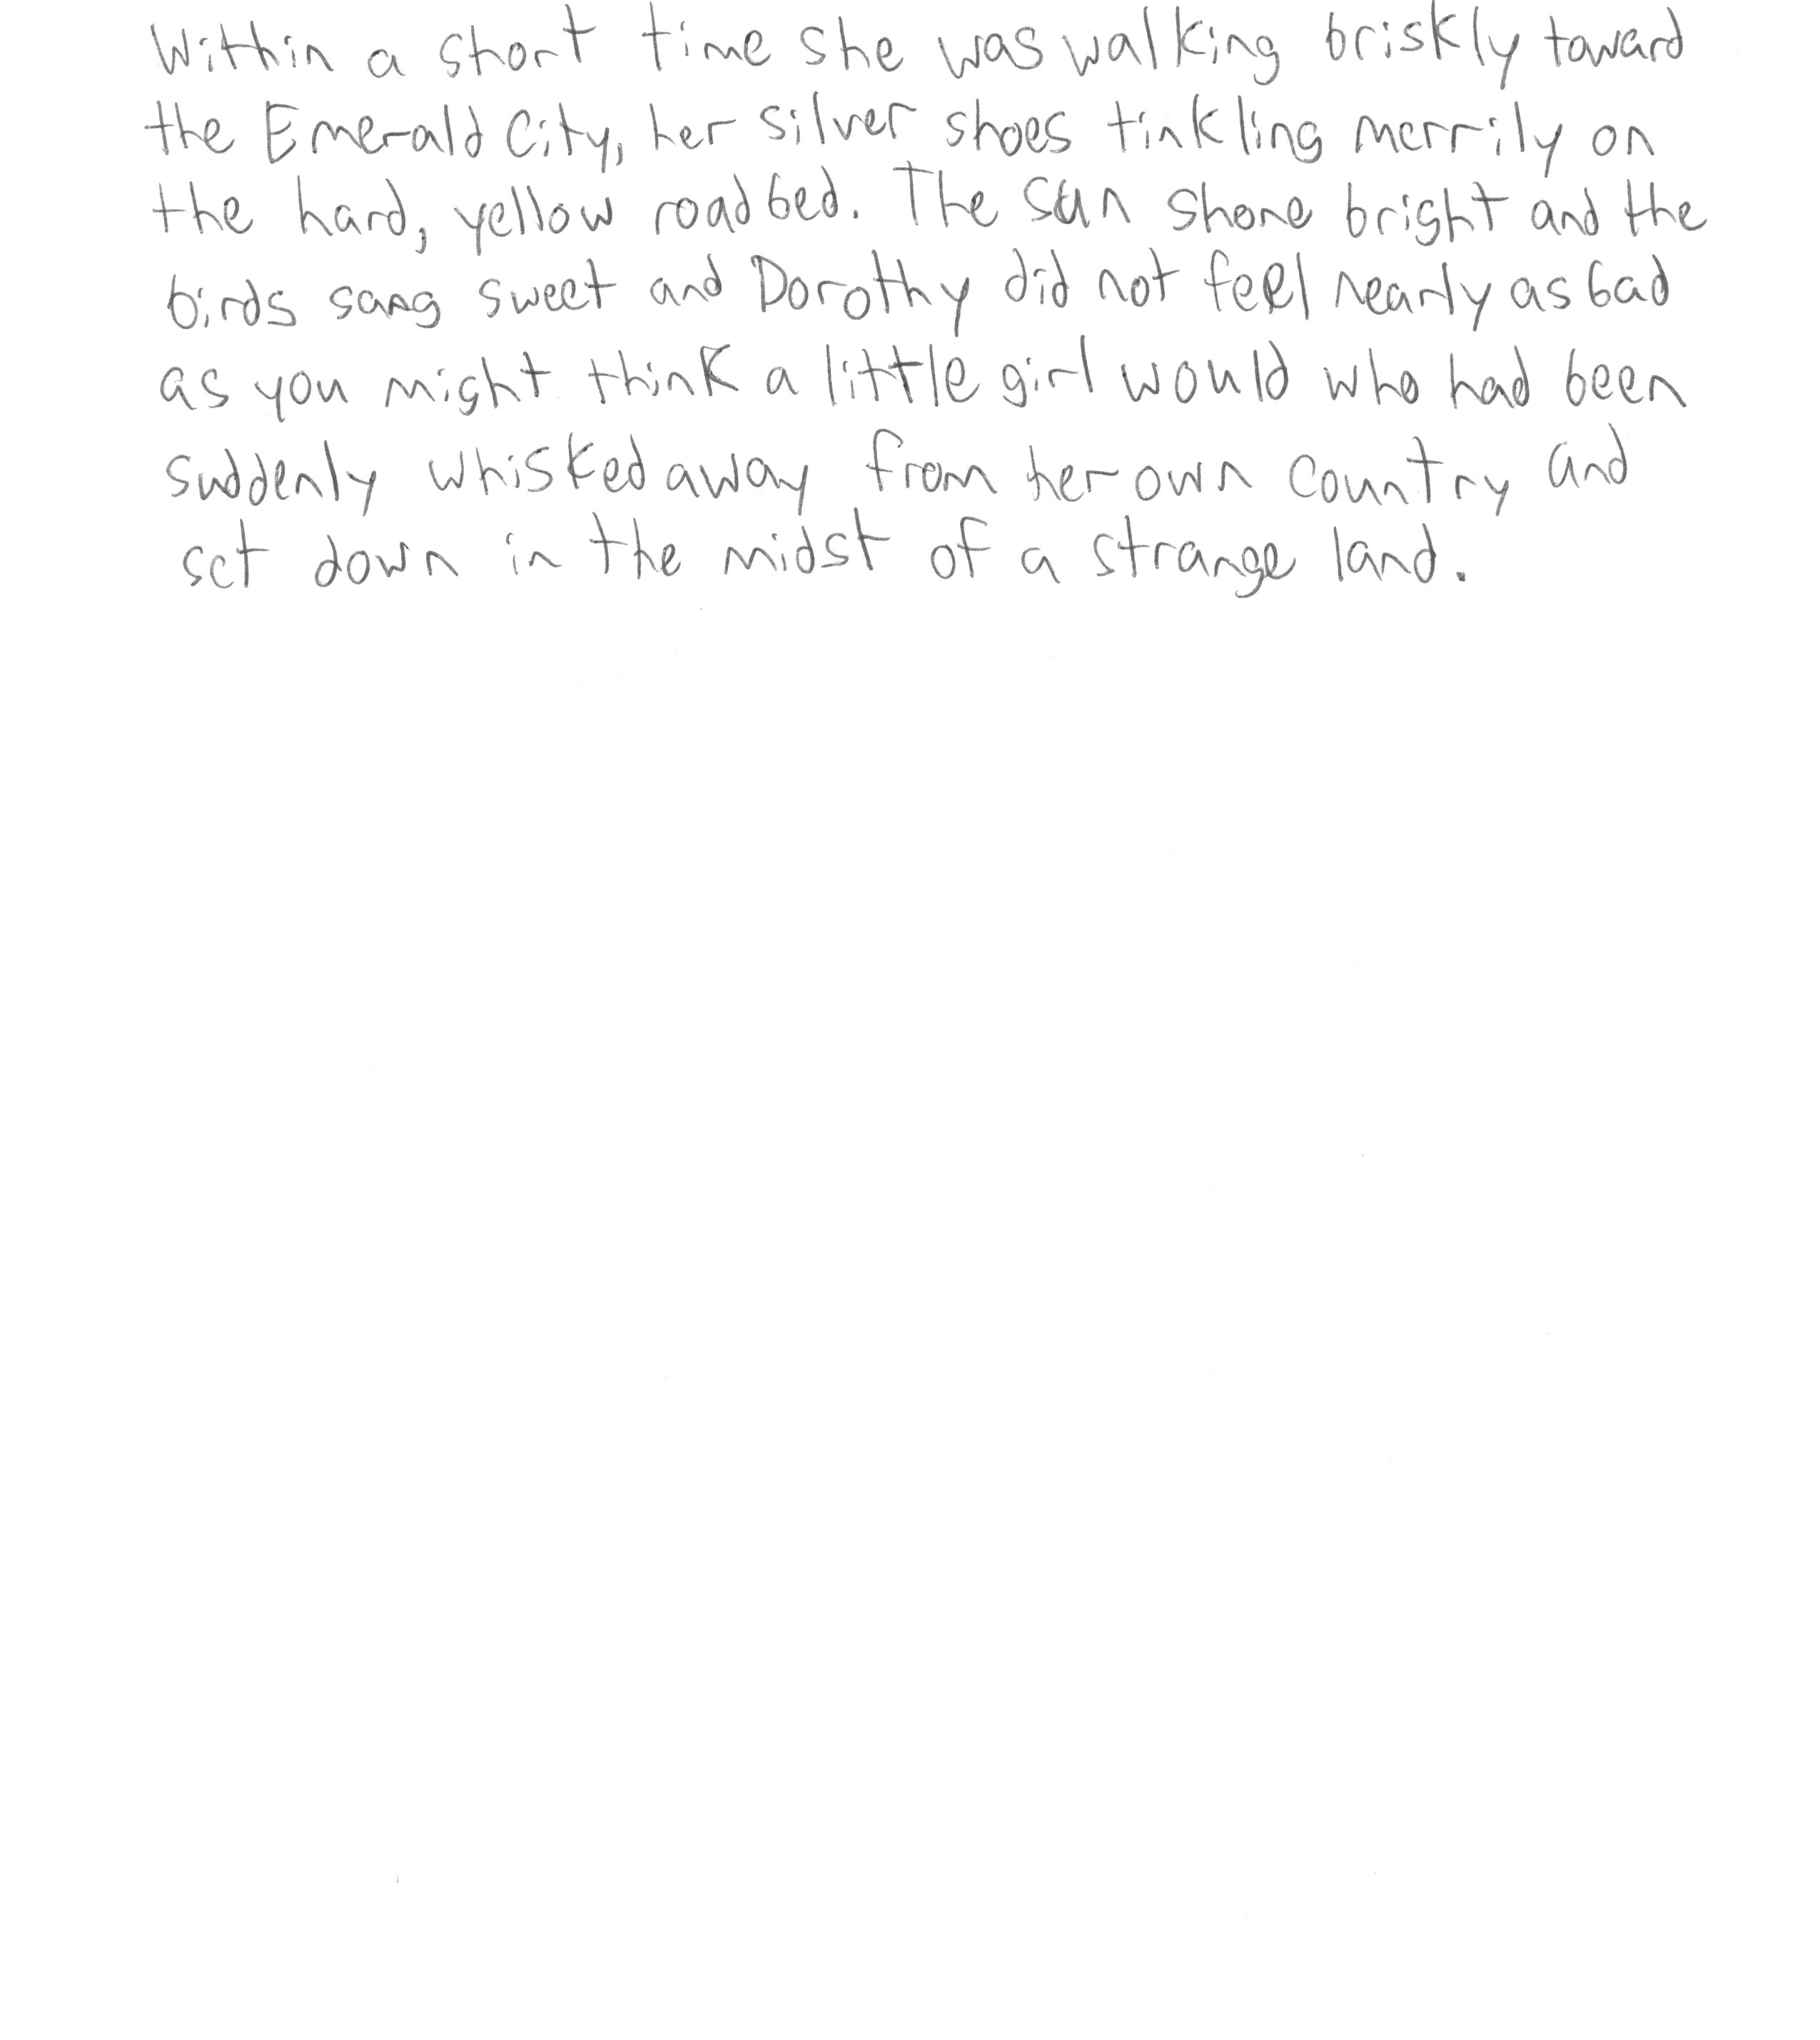 Within a short time she was walking briskly toward
the Emerald City, her silver shoes tinkling merrily on
the hard, yellow roadbed. The sun shone bright and the
birds sang sweet and Dorothy did not feel nearly as bad
as you might think a little girl would who had been
suddenly whisked away from her own country and
set down in the midst of a strange land.